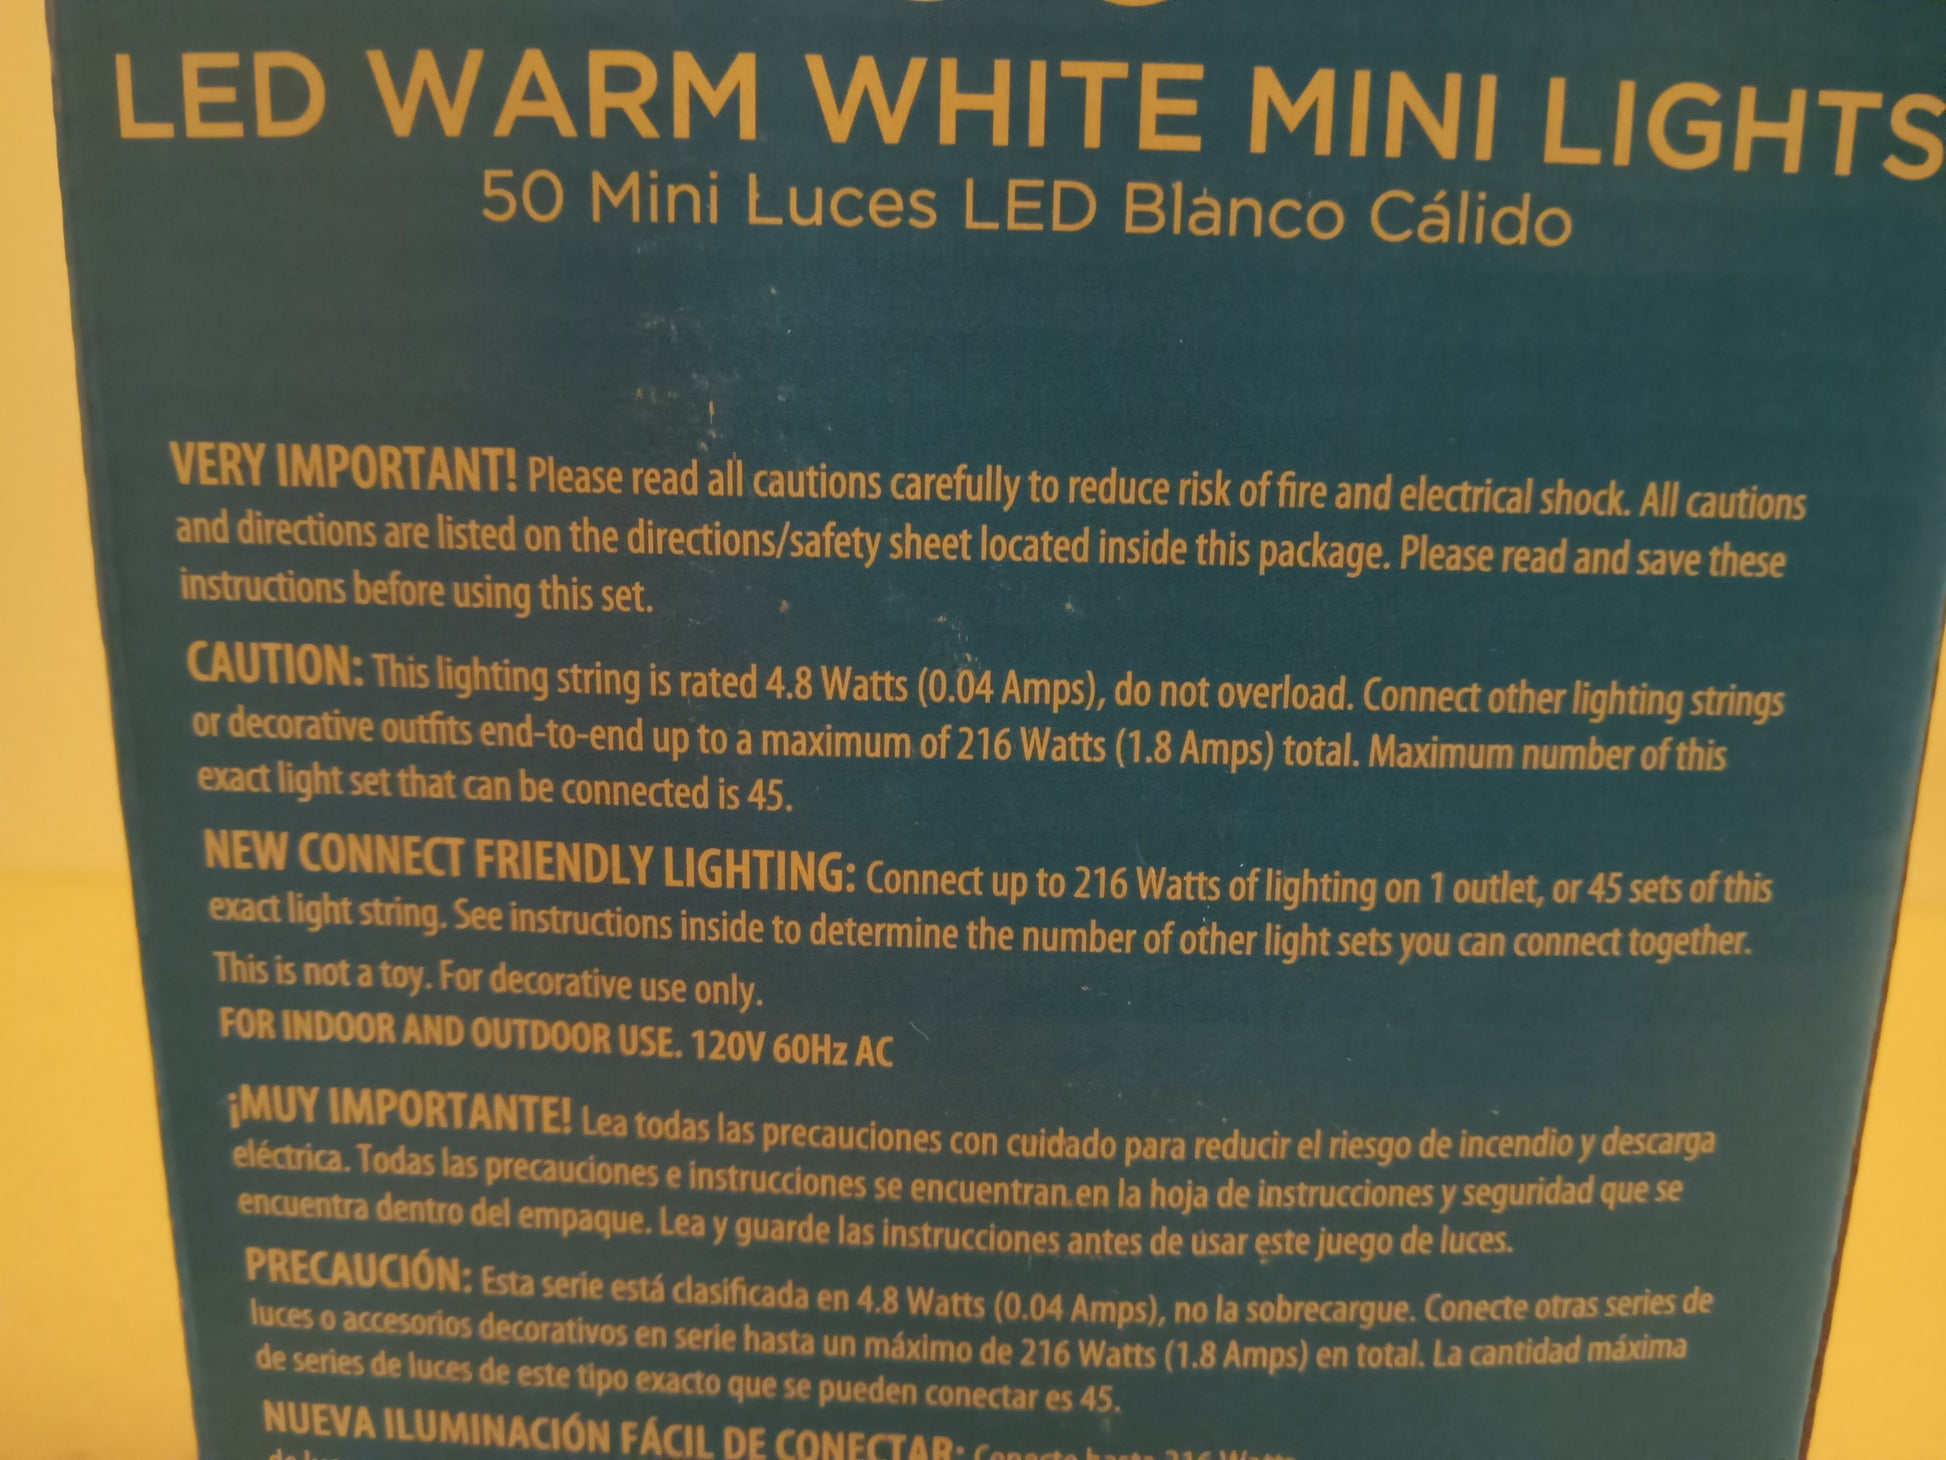 LED WARM WHITE MINI LIGHTS
50 Mini Luces LED Blanco Cálido
VERY IMPORTANT! Please read all cautions carefully to reduce risk of fire and electrical shock. All cautions
and directions are listed on the directions/safety sheet located inside this package. Please read and save these
instructions before using this set.
CAUTION: This lighting string is rated 4.8 Watts (0.04 Amps), do not overload. Connect other lighting strings
or decorative outfits end-to-end up to a maximum of 216 Watts (1.8 Amps) total. Maximum number of this
exact light set that can be connected is 45.
NEW CONNECT FRIENDLY LIGHTING: Connect up to 216 Watts of lighting on 1 outlet, or 45 sets of this
exact light string. See instructions inside to determine the number of other light sets you can connect together.
This is not a toy. For decorative use only.
FOR INDOOR AND OUTDOOR USE. 120V 60Hz AC
¡MUY IMPORTANTE! Lea todas las precauciones con cuidado para reducir el riesgo de incendio y descarga
eléctrica. Todas las precauciones e instrucciones se encuentran en la hoja de instrucciones y seguridad que se
encuentra dentro del empaque. Lea y guarde las instrucciones antes de usar este juego de luces.
PRECAUCIÓN: Esta serie está clasificada en 4.8 Watts (0.04 Amps), no la sobrecargue. Conecte otras series de
luces o accesorios decorativos en serie hasta un máximo de 216 Watts (1.8 Amps) en total. La cantidad máxima
de series de luces de este tipo exacto que se pueden conectar es 45.
NUEVA ILUMINACIÓN FÁCIL DE CONECTAR: Conecte hasta 216 Watts